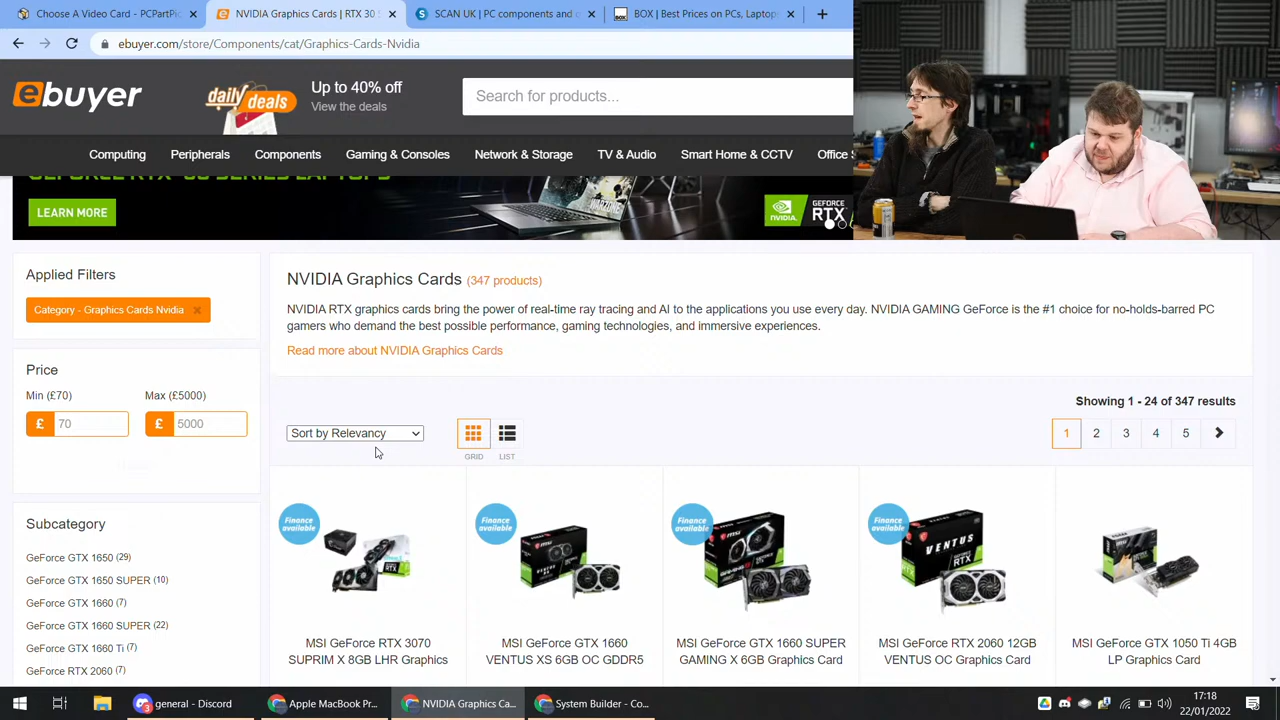 Choose A Video Card - PCPartPic
NVIDIA Graphics Cards | RTX 30 S
SCAN UK | PC components and c
BOX | Best Prices on PCs, Laptop
ebuyer.com/store/Components/cat/Graphics-Cards-Nvidia
ebuyer
daily deals
Up to 40% off
View the deals
Search for products...
Computing
Peripherals
Components
Gaming & Consoles
Network & Storage
TV & Audio
Smart Home & CCTV
Office S
LEARN MORE
WARZONE
NVIDIA
GEFORCE
RTX
Applied Filters
Category - Graphics Cards Nvidia
Price
Min (£70)
Max (£5000)
£ 70
£ 5000
Subcategory
GeForce GTX 1650 (29)
GeForce GTX 1650 SUPER (10)
GeForce GTX 1660 (7)
GeForce GTX 1660 SUPER (22)
GeForce GTX 1660 Ti (7)
GeForce RTX 2060 (7)
NVIDIA Graphics Cards (347 products)
NVIDIA RTX graphics cards bring the power of real-time ray tracing and AI to the applications you use every day. NVIDIA GAMING GeForce is the #1 choice for no-holds-barred PC
gamers who demand the best possible performance, gaming technologies, and immersive experiences.
Read more about NVIDIA Graphics Cards
Showing 1 - 24 of 347 results
Sort by Relevancy
GRID
LIST
1 2 3 4 5
Finance available
Finance available
Finance available
Finance available
VENTUS
MSI GeForce RTX 3070
SUPRIM X 8GB LHR Graphics
MSI GeForce GTX 1660
VENTUS XS 6GB OC GDDR5
MSI GeForce GTX 1660 SUPER
GAMING X 6GB Graphics Card
MSI GeForce RTX 2060 12GB
VENTUS OC Graphics Card
MSI GeForce GTX 1050 Ti 4GB
LP Graphics Card
general - Discord
Apple MacBook Pr...
NVIDIA Graphics Ca...
System Builder - Co...
17:18
22/01/2022